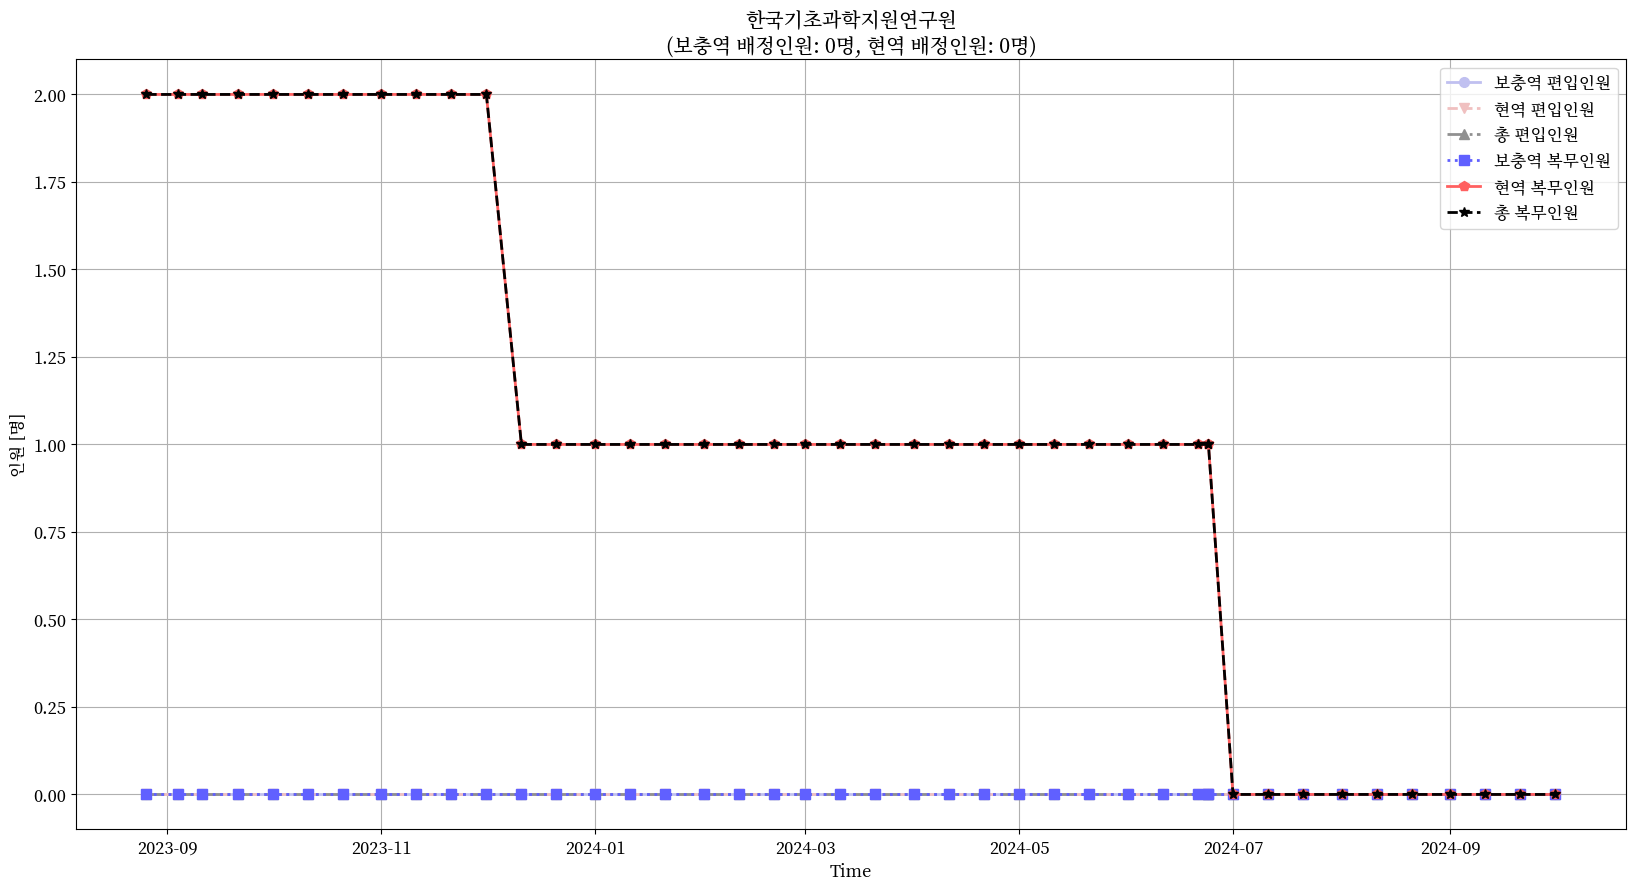 한국기초과학지원연구원
(보충역 배정인원: 0명, 현역 배정인원: 0명)
보충역 편입인원
현역 편입인원
총 편입인원
보충역 복무인원
현역 복무인원
총 복무인원
2.00
1.75
1.50
1.25
1.00
0.75
0.50
0.25
0.00
인원 [명]
2023-09
2023-11
2024-01
2024-03
2024-05
2024-07
2024-09
Time